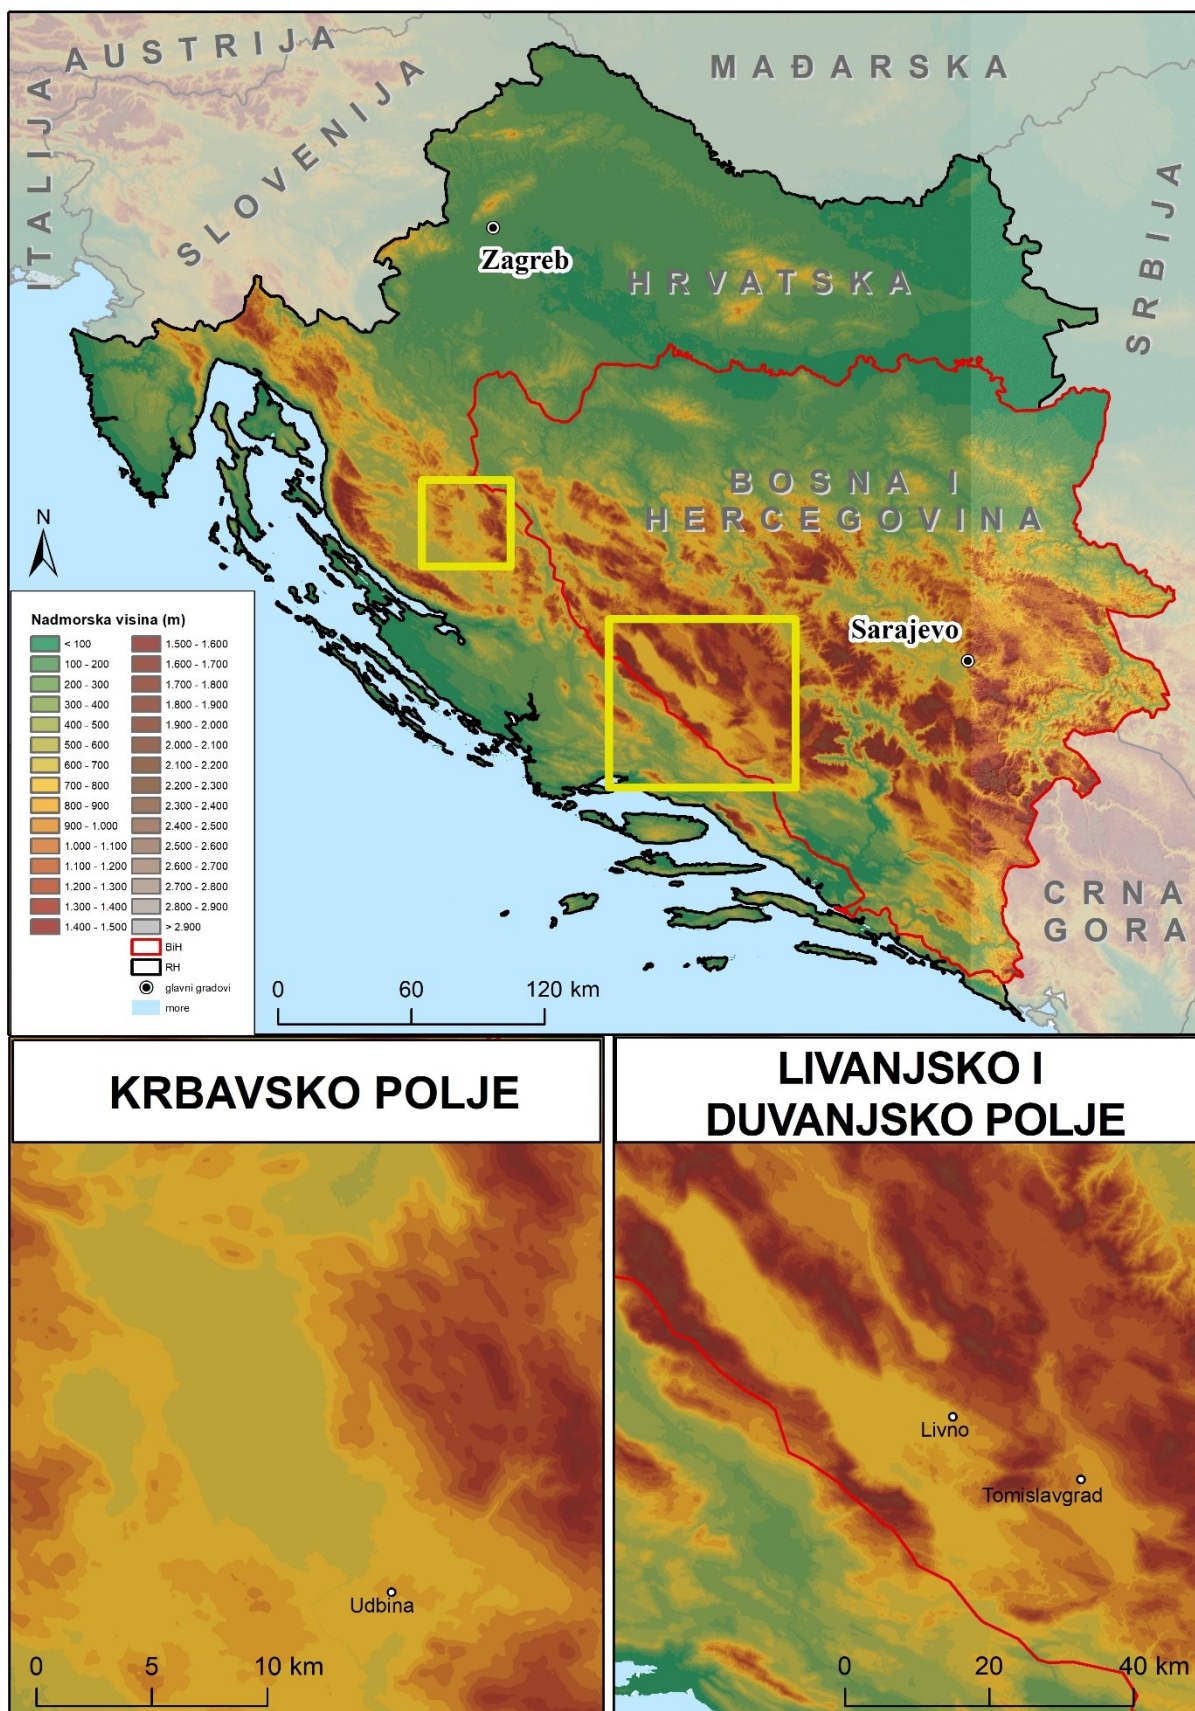 AUSTRIJA
MAĐARSKA
ITALIJA
SLOVENIJA
SRBIJA
Zagreb
HRVATSKA
BOSNA I
HERCEGOVINA
N
Sarajevo
CRNA
GORA
Nadmorska visina (m)
< 100
100 - 200
200 - 300
300 - 400
400 - 500
500 - 600
600 - 700
700 - 800
800 - 900
900 - 1.000
1.000 - 1.100
1.100 - 1.200
1.200 - 1.300
1.300 - 1.400
1.400 - 1.500
1.500 - 1.600
1.600 - 1.700
1.700 - 1.800
1.800 - 1.900
1.900 - 2.000
2.000 - 2.100
2.100 - 2.200
2.200 - 2.300
2.300 - 2.400
2.400 - 2.500
2.500 - 2.600
2.600 - 2.700
2.700 - 2.800
2.800 - 2.900
> 2.900
BiH
RH
glavni gradovi
more
0 60 120 km
KRBAVSKO POLJE
Udbina
0 5 10 km
LIVANJSKO I
DUVANJSKO POLJE
Livno
Tomislavgrad
0 20 40 km